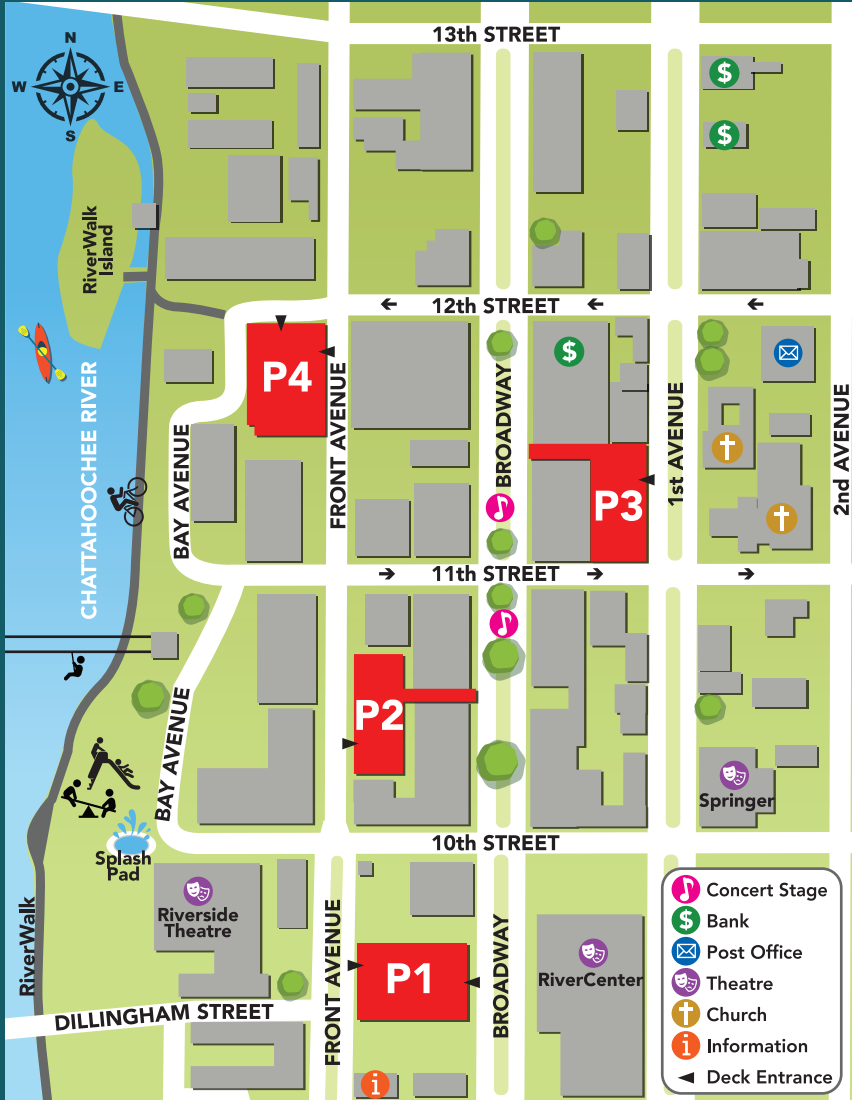 13th STREET
N
W
E
S
$
$
RiverWalk
Island
12th STREET
P4
$
CHATTAHOOCHEE RIVER
BAY AVENUE
FRONT AVENUE
BROADWAY
1st AVENUE
2nd AVENUE
P3
11th STREET
BAY AVENUE
P2
Springer
10th STREET
Splash
Pad
Riverside
Theatre
RiverWalk
FRONT AVENUE
P1
BROADWAY
RiverCenter
DILLINGHAM STREET
i
Concert Stage
$ Bank
Post Office
Theatre
Church
i Information
Deck Entrance